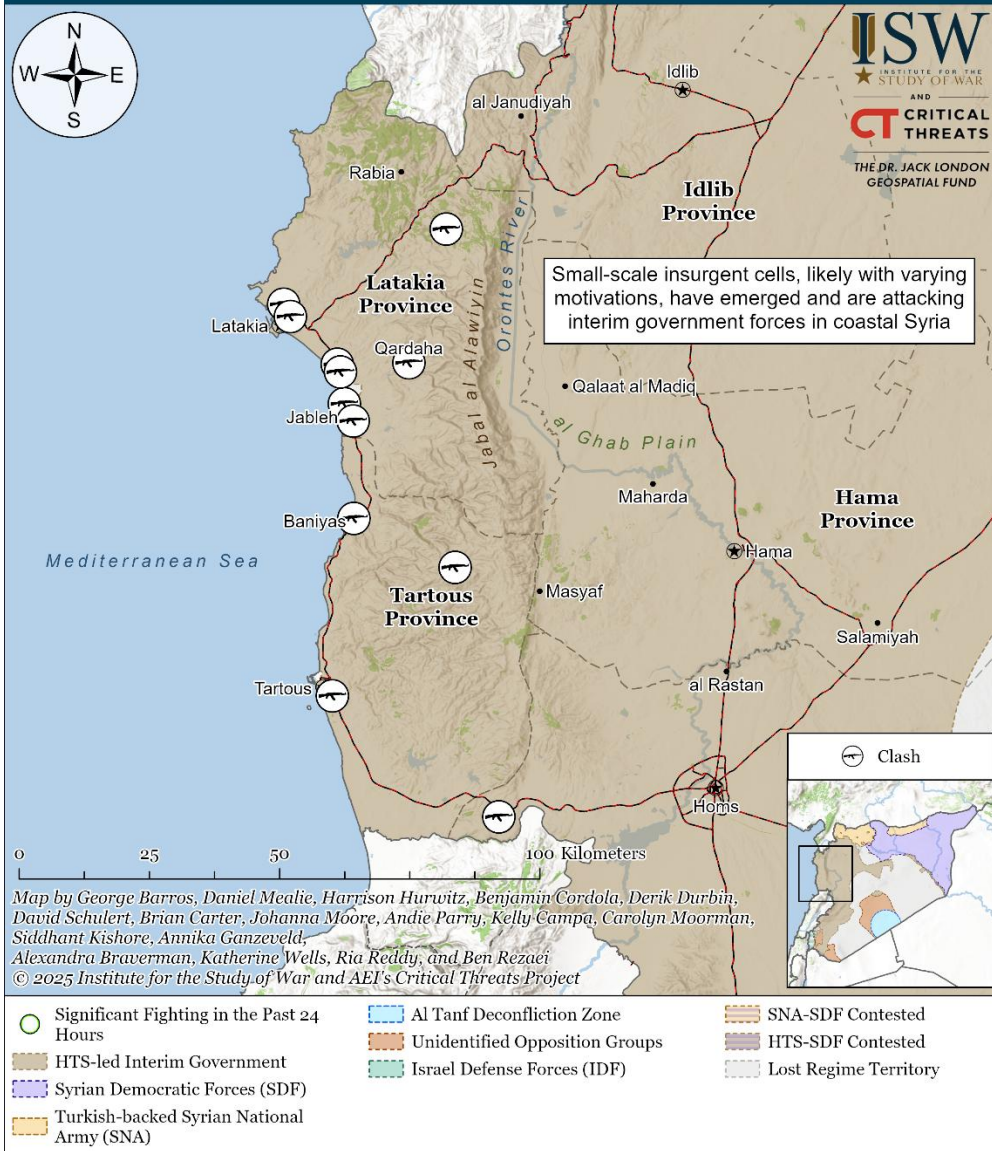 N
W E
S
ISW
INSTITUTE FOR THE
STUDY OF WAR
AND
CT CRITICAL
THREATS
THE DR. JACK LONDON
GEOSPATIAL FUND
Idlib
al Janudiyah
Rabia
Idlib
Province
Orontes River
Latakia
Province
Small-scale insurgent cells, likely with varying
motivations, have emerged and are attacking
interim government forces in coastal Syria
Latakia
Qardaha
Jabal al Alawiyin
Qalaat al Madiq
Jableh
al Ghab Plain
Maharda
Hama
Province
Baniyas
Hama
Mediterranean Sea
Tartous
Province
Masyaf
Salamiyah
Tartous
al Rastan
Clash
Homs
0 25 50 100 Kilometers
Map by George Barros, Daniel Mealie, Harrison Hurwitz, Benjamin Cordola, Derik Durbin,
David Schulert, Brian Carter, Johanna Moore, Andie Parry, Kelly Campa, Carolyn Moorman,
Siddhant Kishore, Annika Ganzeveld,
Alexandra Braverman, Katherine Wells, Ria Reddy, and Ben Rezaei
© 2025 Institute for the Study of War and AEI's Critical Threats Project
Significant Fighting in the Past 24
Hours
HTS-led Interim Government
Syrian Democratic Forces (SDF)
Turkish-backed Syrian National
Army (SNA)
Al Tanf Deconfliction Zone
Unidentified Opposition Groups
Israel Defense Forces (IDF)
SNA-SDF Contested
HTS-SDF Contested
Lost Regime Territory